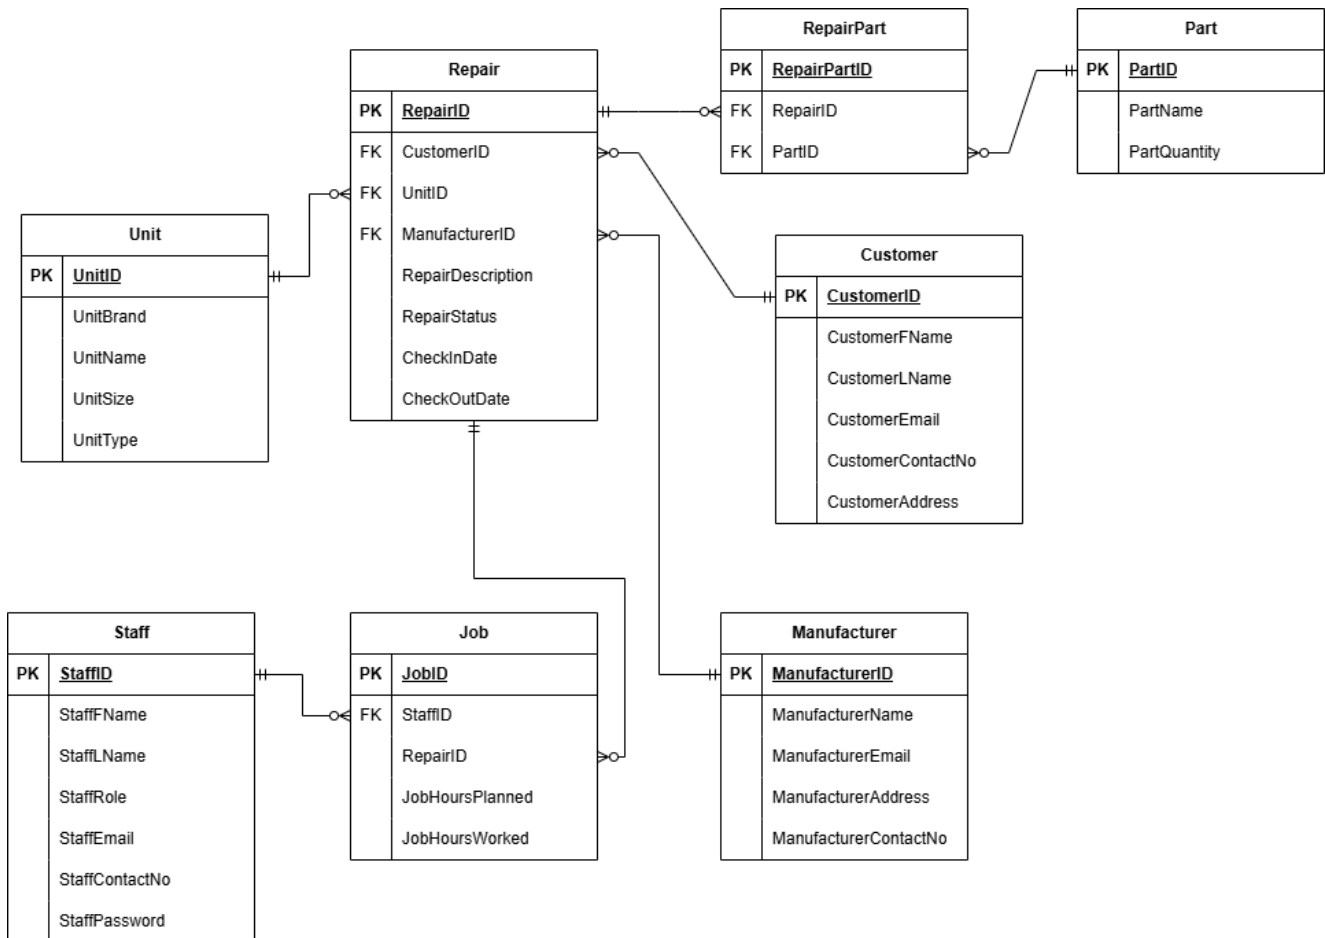 RepairPart
PK RepairPartID
FK RepairID
FK PartID
Part
PK PartID
PartName
PartQuantity
Repair
PK RepairID
FK CustomerID
FK UnitID
FK ManufacturerID
RepairDescription
RepairStatus
CheckInDate
CheckOutDate
Unit
PK UnitID
UnitBrand
UnitName
UnitSize
UnitType
Customer
PK CustomerID
CustomerFName
CustomerLName
CustomerEmail
CustomerContactNo
CustomerAddress
Staff
PK StaffID
StaffFName
StaffLName
StaffRole
StaffEmail
StaffContactNo
StaffPassword
Job
PK JobID
FK StaffID
RepairID
JobHoursPlanned
JobHoursWorked
Manufacturer
PK ManufacturerID
ManufacturerName
ManufacturerEmail
ManufacturerAddress
ManufacturerContactNo